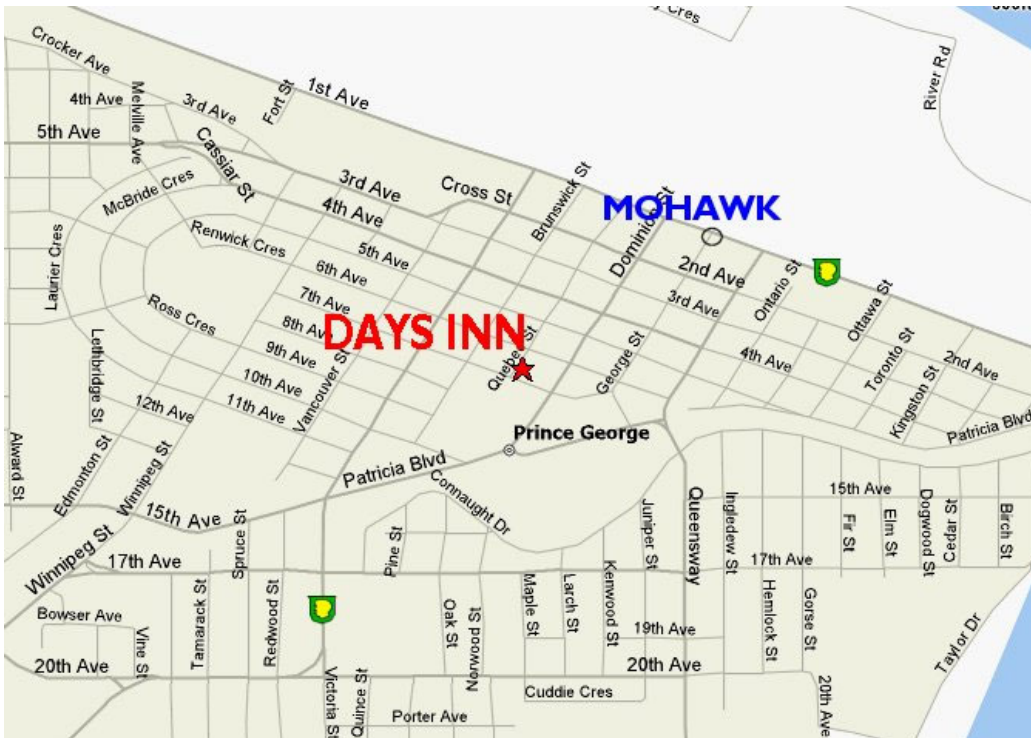 Crocker Ave
4th Ave
Melville Ave
3rd Ave
Fort St
1st Ave
River Rd
5th Ave
Cassiar St
McBride Cres
3rd Ave
Cross St
Brunswick St
MOHAWK
Dominion St
4th Ave
Renwick Cres
5th Ave
2nd Ave
Laurier Cres
6th Ave
Ontario St
7th Ave
3rd Ave
Ottawa St
Ross Cres
8th Ave
DAYS INN
Quebec St
George St
4th Ave
Toronto St
2nd Ave
9th Ave
Lethbridge St
10th Ave
Vancouver St
Kingston St
12th Ave
11th Ave
Prince George
Patricia Blvd
Alward St
Edmonton St
Winnipeg St
Patricia Blvd
Connaught Dr
15th Ave
15th Ave
Winnipeg St
Spruce St
Pine St
Juniper St
Queensway
Ingledew St
Fir St
Elm St
Dogwood St
Cedar St
Birch St
17th Ave
17th Ave
Bowser Ave
Vine St
Tamarack St
Redwood St
Oak St
Norwood St
Maple St
Larch St
Kenwood St
19th Ave
Hemlock St
Gorse St
Taylor Dr
20th Ave
Victoria St
Quince St
20th Ave
Cuddie Cres
20th Ave
Porter Ave